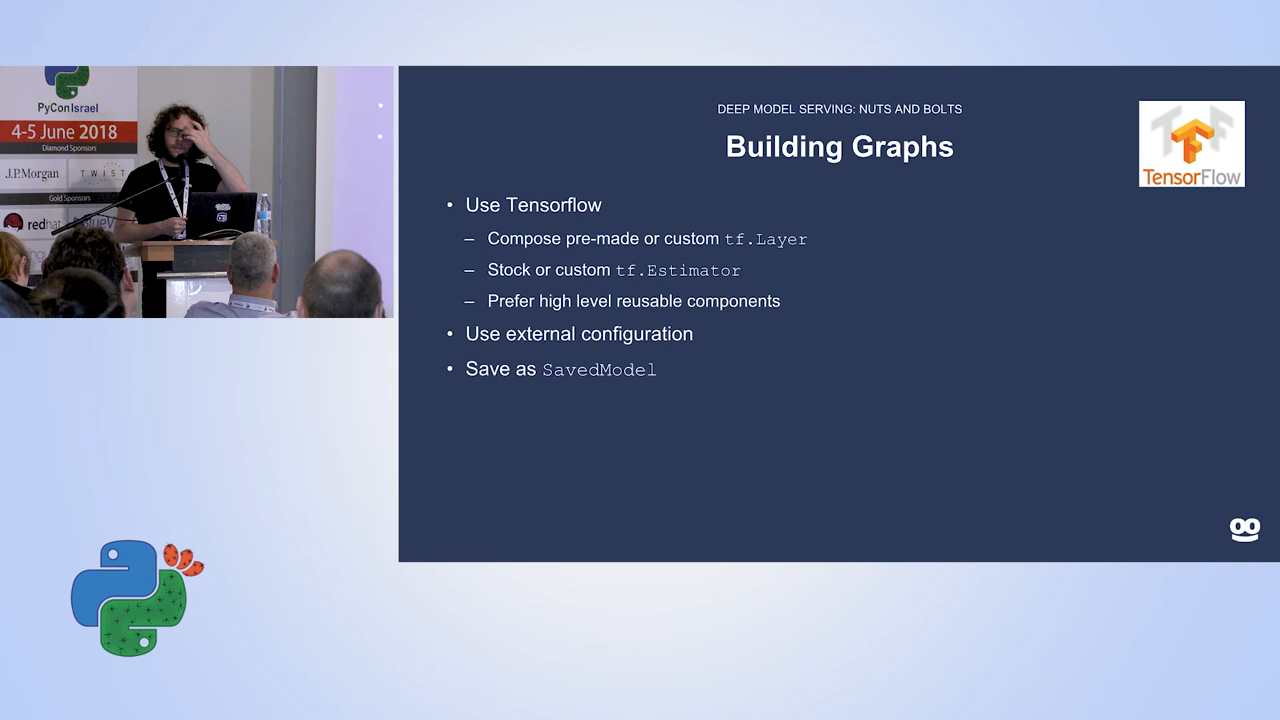 PyConIsrael
4-5 June 2018
Diamond Sponsors
J.P.Morgan
TWIST
Gold Sponsors
redhat
DEEP MODEL SERVING: NUTS AND BOLTS
Building Graphs
TensorFlow
• Use Tensorflow
– Compose pre-made or custom tf.Layer
– Stock or custom tf.Estimator
– Prefer high level reusable components
• Use external configuration
• Save as SavedModel